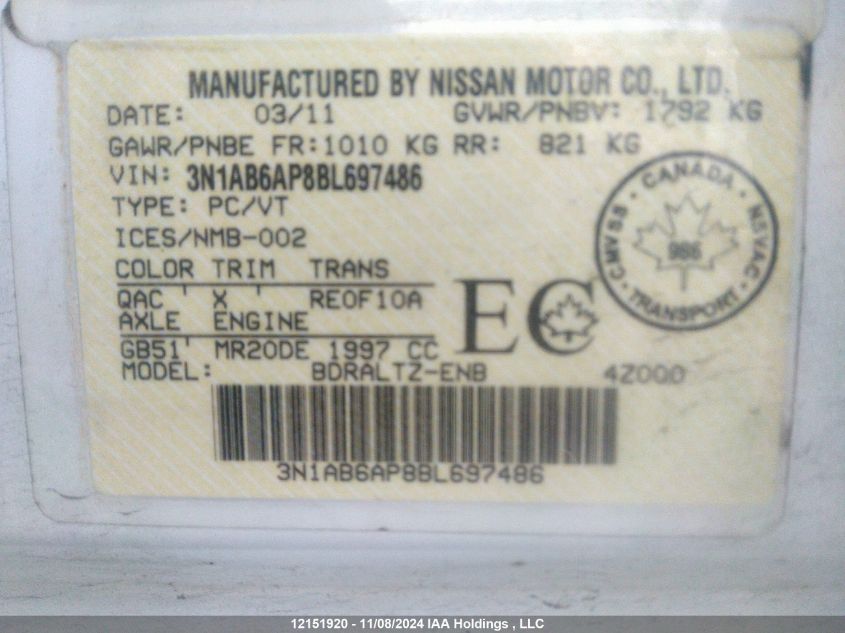 MANUFACTURED BY NISSAN MOTOR CO., LTD.
DATE: 03/11 GVWR/PNBV: 1792 KG
GAWR/PNBE FR:1010 KG RR: 821 KG
VIN: 3N1AB6AP8BL697486
TYPE: PC/VT
ICES/NMB-002
COLOR TRIM TRANS
QAC ' X ' RE0F10A
AXLE ENGINE
GB51' MR20DE 1997 CC
MODEL: BDRALTZ-ENB 4Z000
EC
· CANADA · NSVAC · TRANSPORT · CMVSS
986
3N1AB6AP8BL697486
12151920 - 11/08/2024 IAA Holdings , LLC